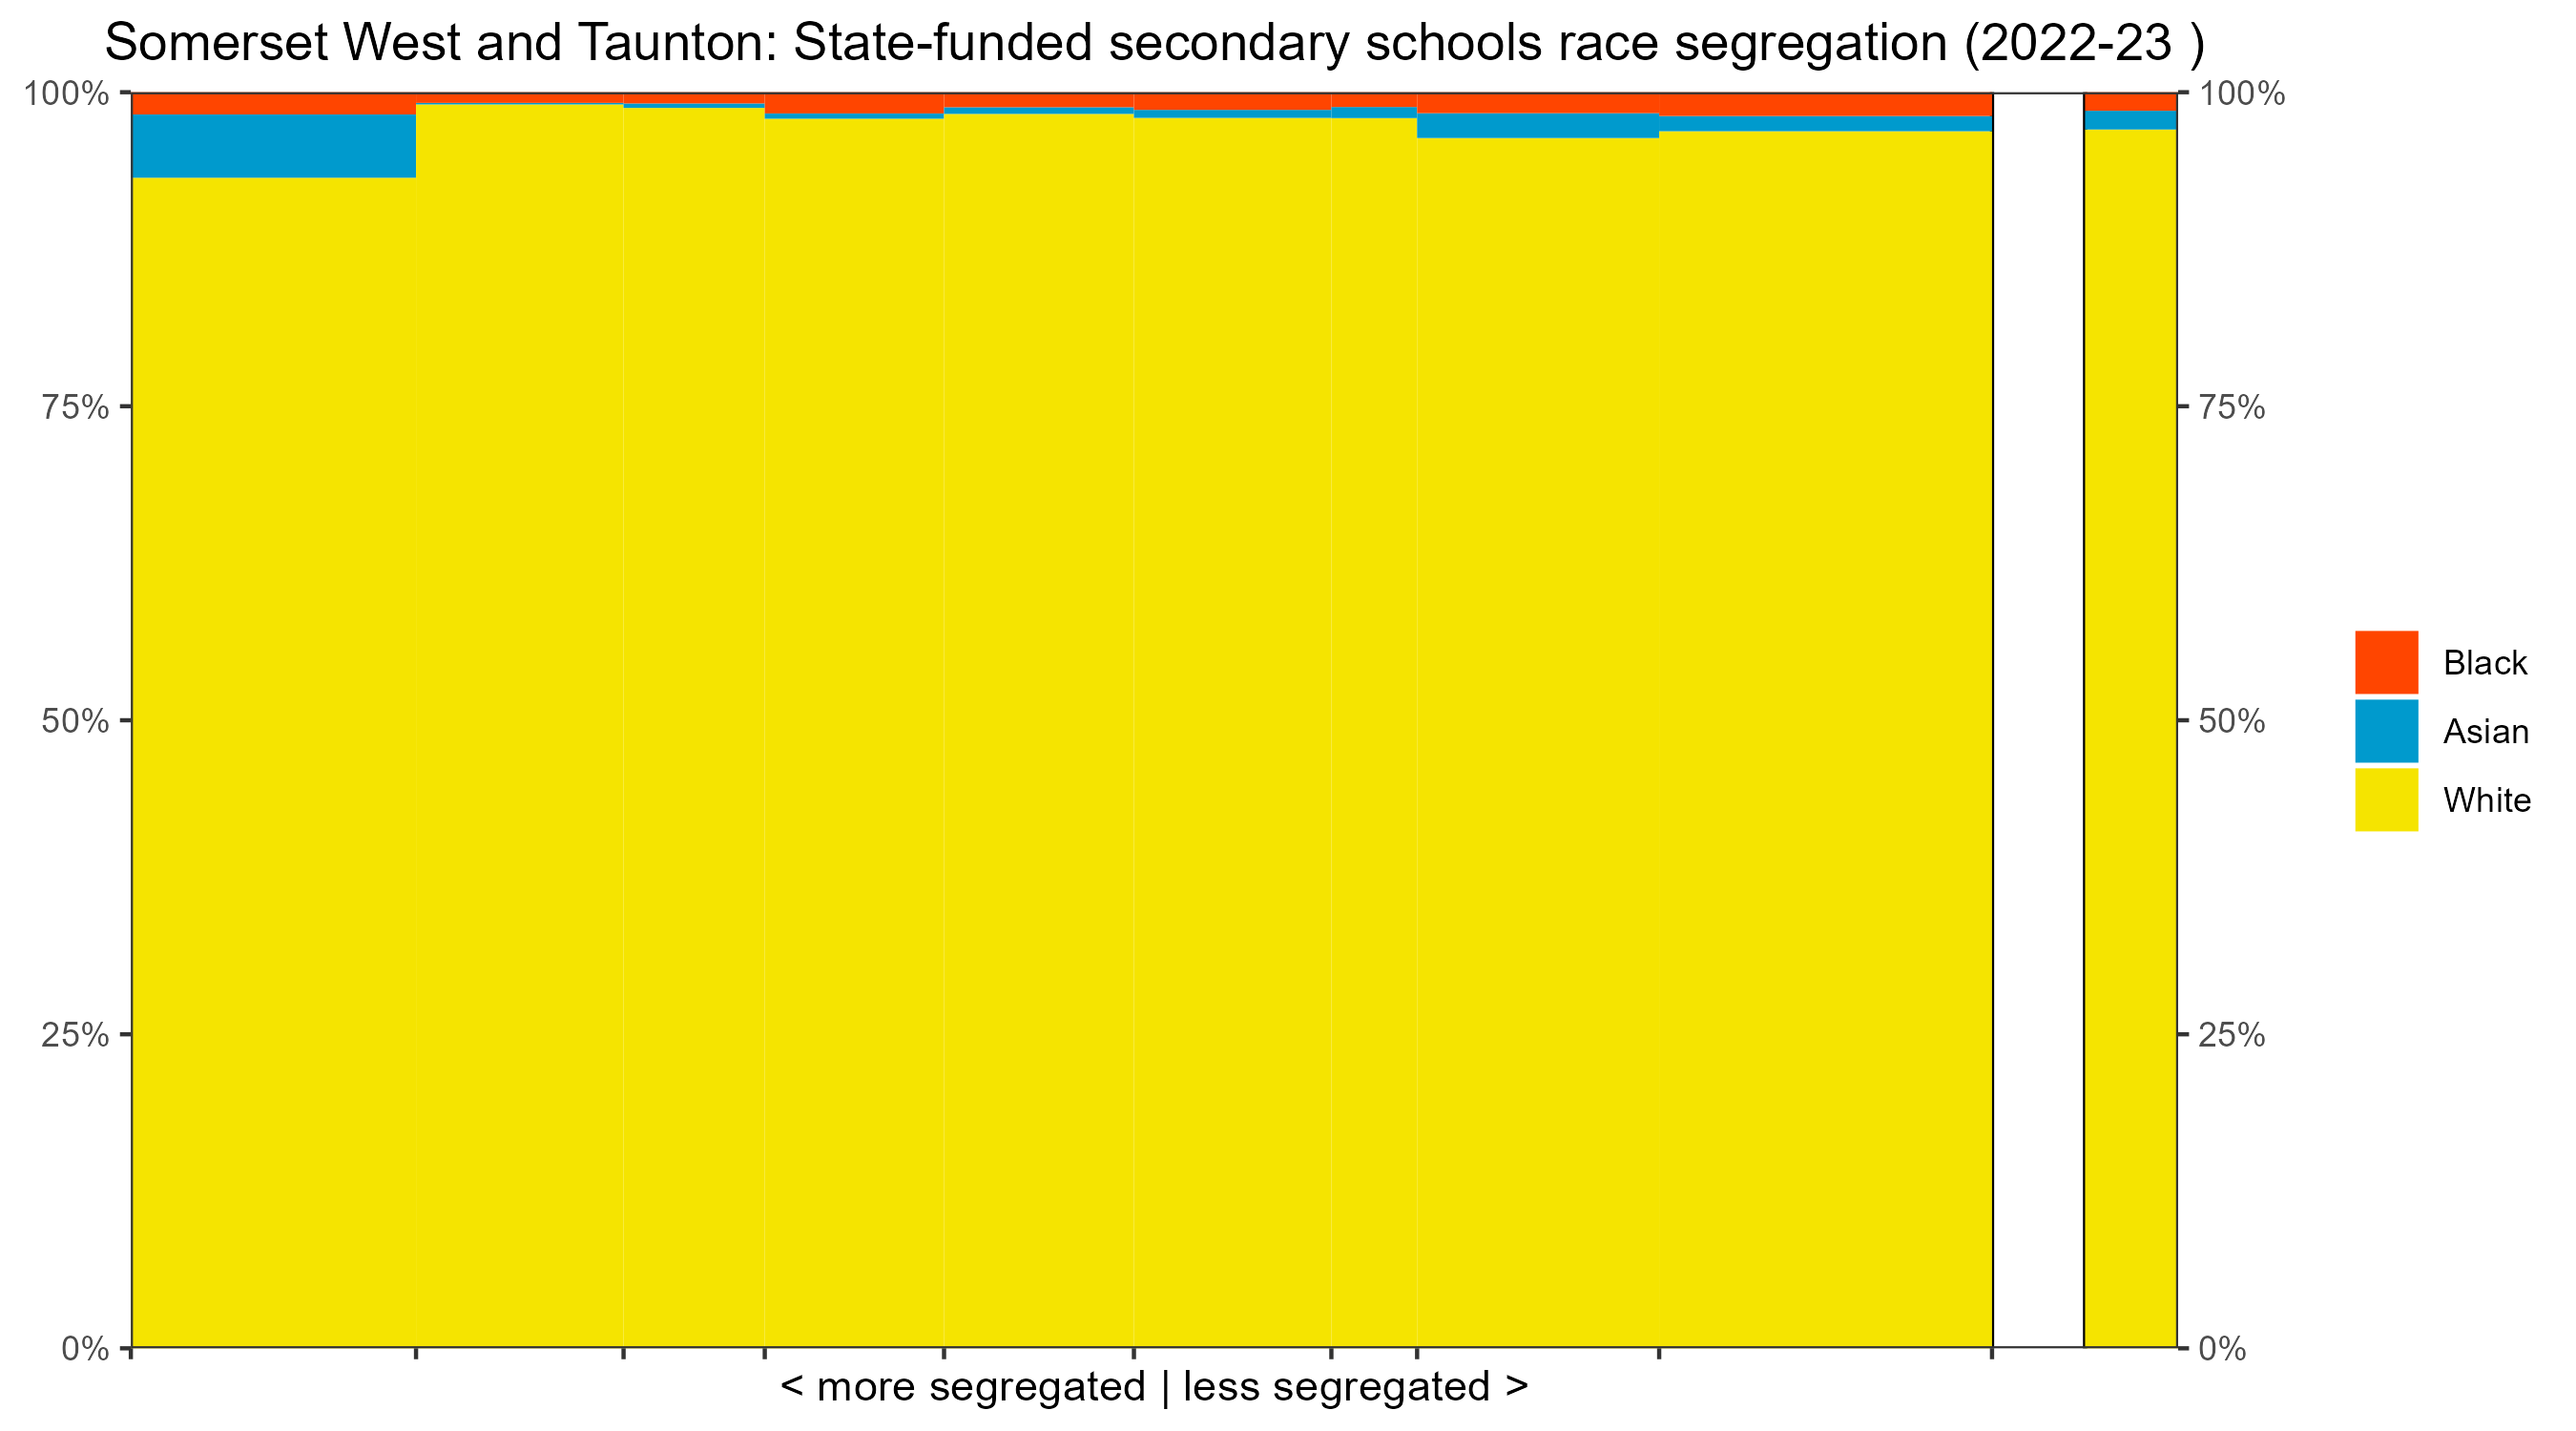 Somerset West and Taunton: State-funded secondary schools race segregation (2022-23 )
100%
75%
50%
25%
0%
100%
75%
50%
25%
0%
Black
Asian
White
< more segregated | less segregated >